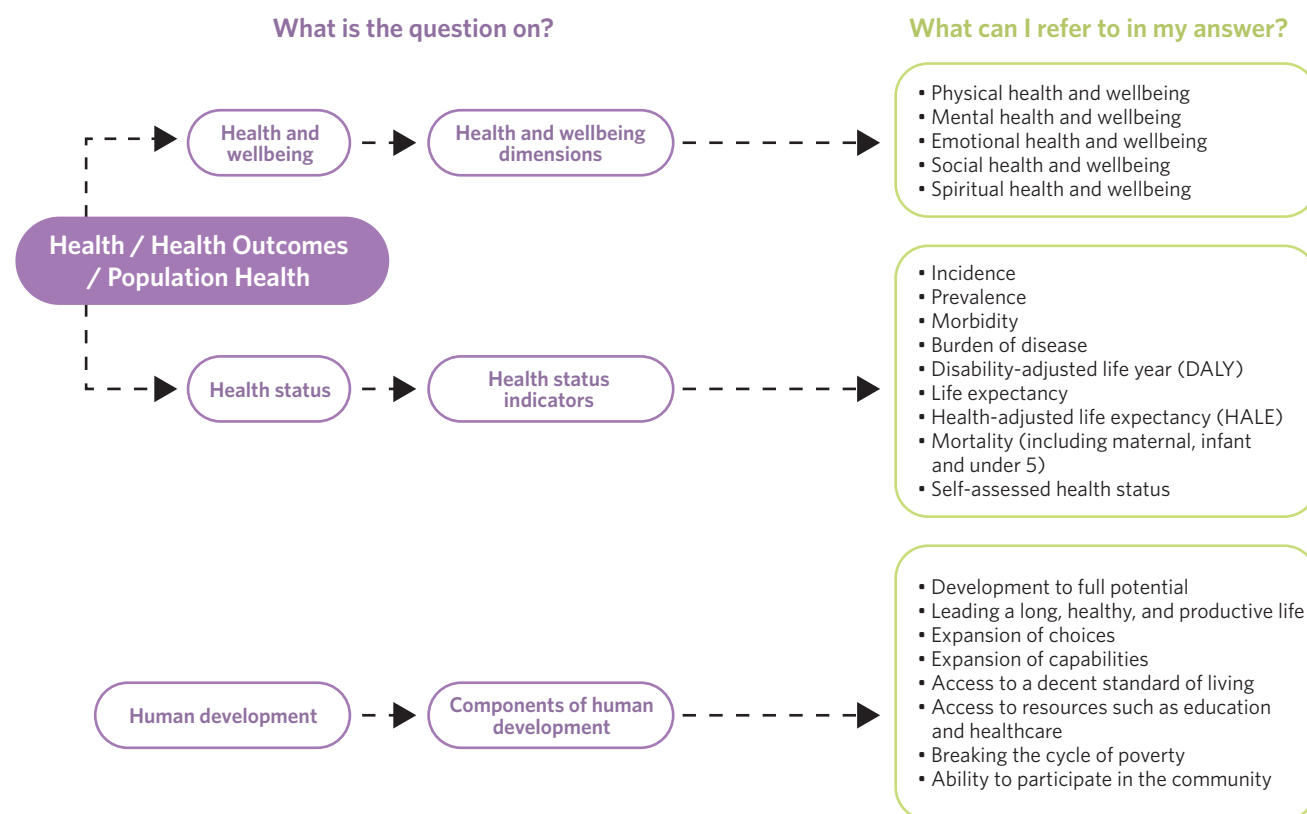 What is the question on?
What can I refer to in my answer?
Health and
wellbeing
Health and wellbeing
dimensions
• Physical health and wellbeing
• Mental health and wellbeing
• Emotional health and wellbeing
• Social health and wellbeing
• Spiritual health and wellbeing
Health / Health Outcomes
/ Population Health
Health status
Health status
indicators
• Incidence
• Prevalence
• Morbidity
• Burden of disease
• Disability-adjusted life year (DALY)
• Life expectancy
• Health-adjusted life expectancy (HALE)
• Mortality (including maternal, infant
and under 5)
• Self-assessed health status
Human development
Components of human
development
• Development to full potential
• Leading a long, healthy, and productive life
• Expansion of choices
• Expansion of capabilities
• Access to a decent standard of living
• Access to resources such as education
and healthcare
• Breaking the cycle of poverty
• Ability to participate in the community